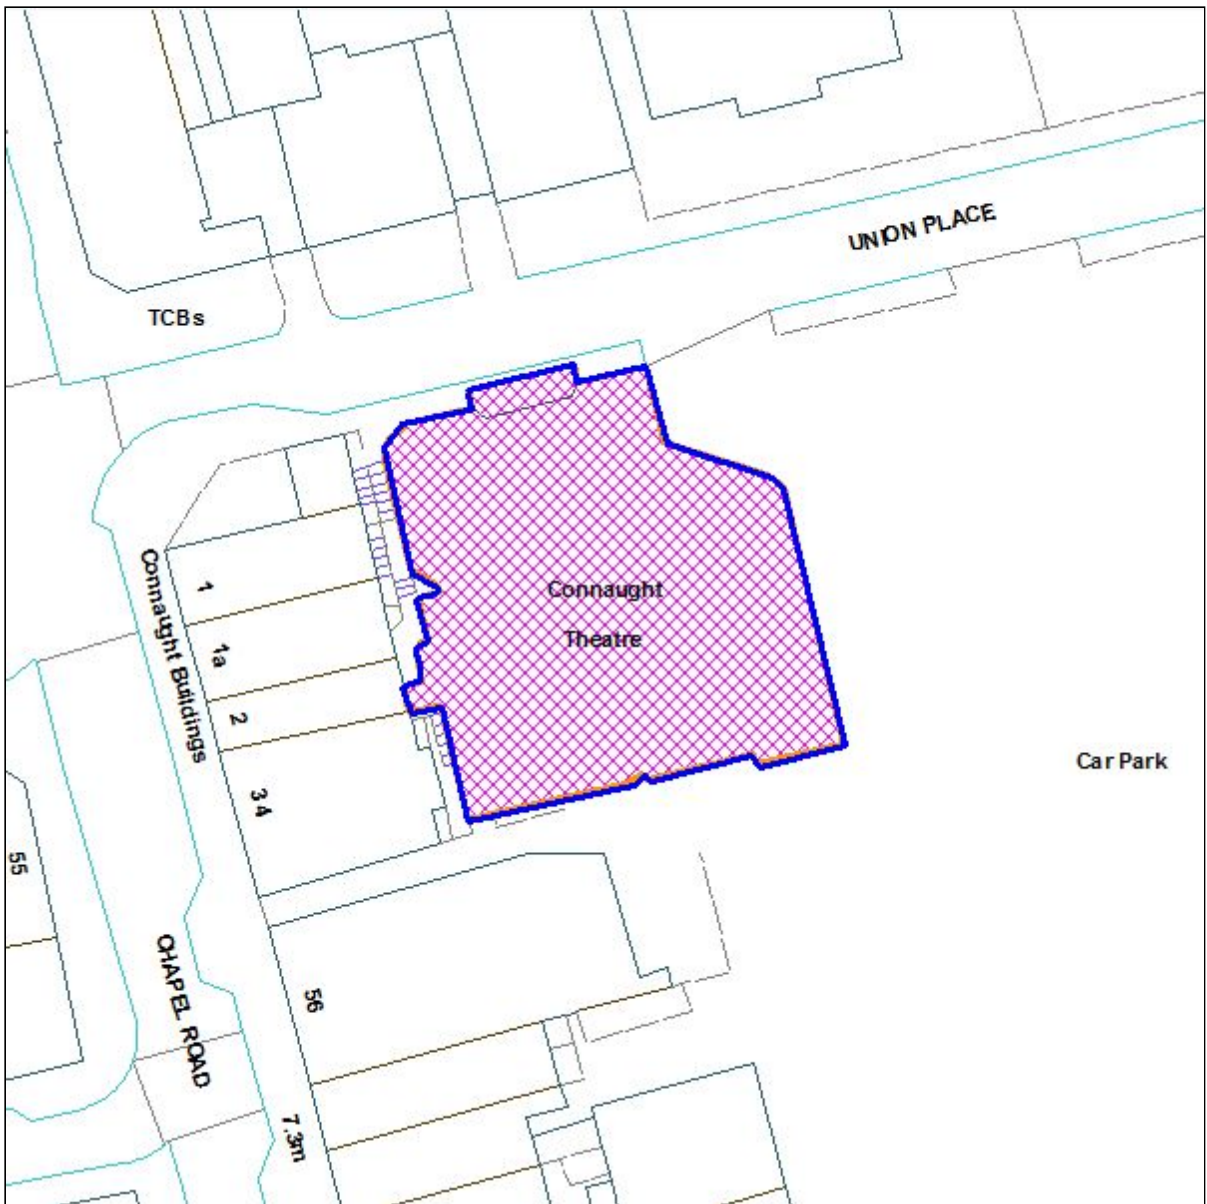 UNION PLACE
TCBs
Connaught
Theatre
Connaught Buildings
1
1a
2
3 4
Car Park
55
CHAPEL ROAD
56
7.3m